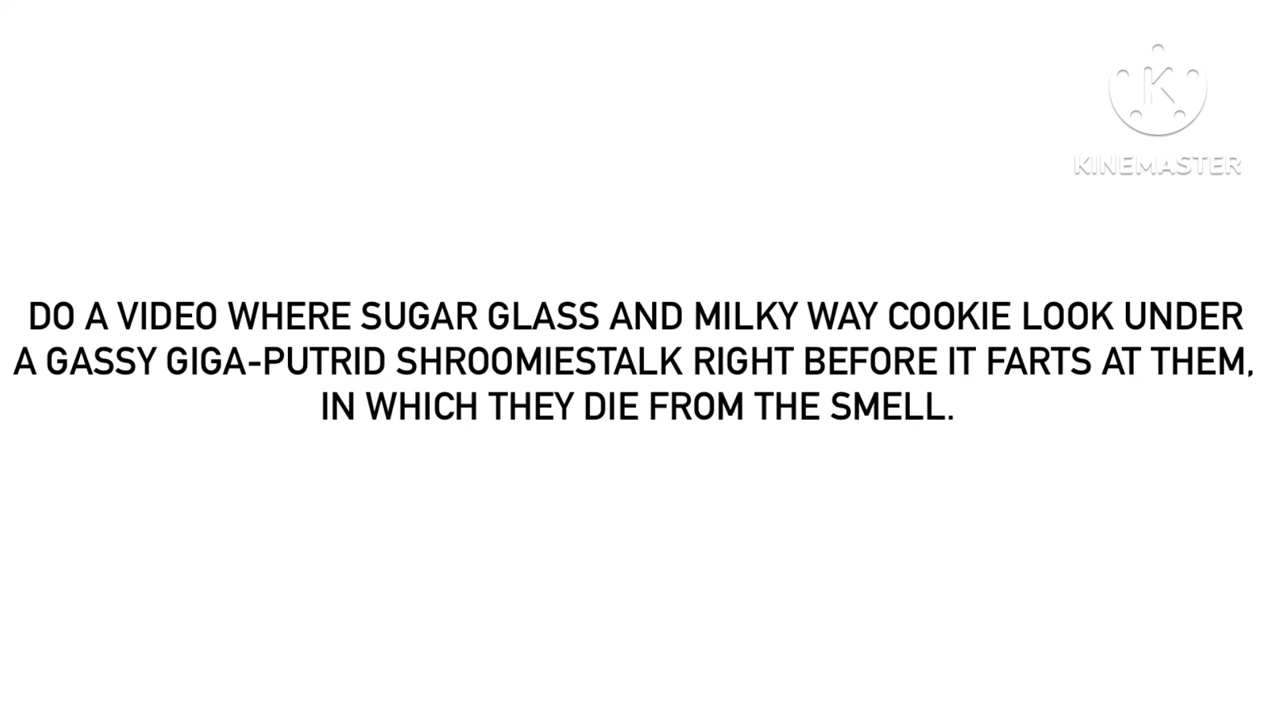 KINEMASTER
DO A VIDEO WHERE SUGAR GLASS AND MILKY WAY COOKIE LOOK UNDER
A GASSY GIGA-PUTRID SHROOMIESTALK RIGHT BEFORE IT FARTS AT THEM,
IN WHICH THEY DIE FROM THE SMELL.